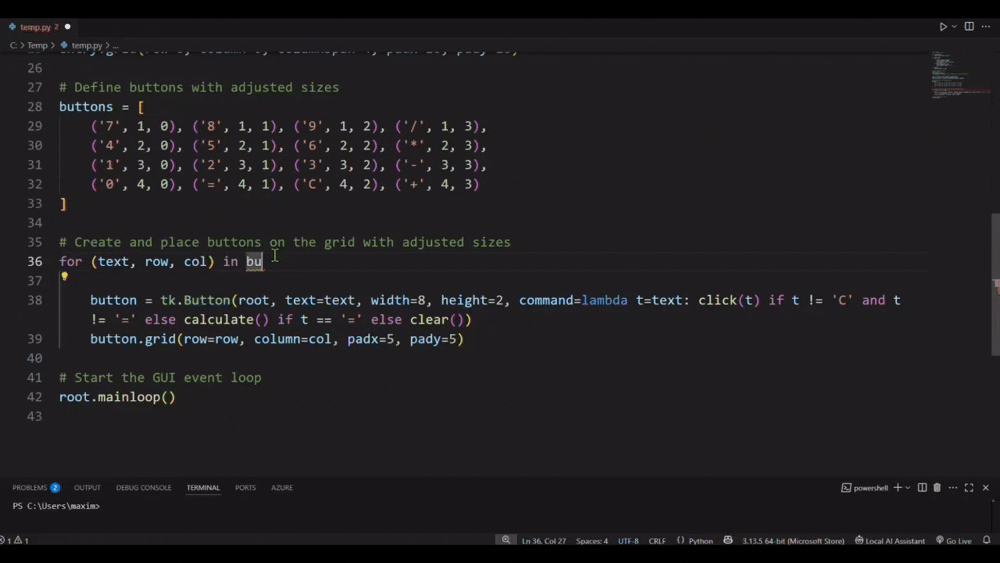 temp.py 2
C: > Temp > temp.py > ...
26
27 # Define buttons with adjusted sizes
28 buttons = [
29 ('7', 1, 0), ('8', 1, 1), ('9', 1, 2), ('/', 1, 3),
30 ('4', 2, 0), ('5', 2, 1), ('6', 2, 2), ('*', 2, 3),
31 ('1', 3, 0), ('2', 3, 1), ('3', 3, 2), ('-', 3, 3),
32 ('0', 4, 0), ('=', 4, 1), ('C', 4, 2), ('+', 4, 3)
33 ]
34
35 # Create and place buttons on the grid with adjusted sizes
36 for (text, row, col) in bu
37
38 button = tk.Button(root, text=text, width=8, height=2, command=lambda t=text: click(t) if t != 'C' and t
!= '=' else calculate() if t == '=' else clear())
39 button.grid(row=row, column=col, padx=5, pady=5)
40
41 # Start the GUI event loop
42 root.mainloop()
43
PROBLEMS 2 OUTPUT DEBUG CONSOLE TERMINAL PORTS AZURE powershell
PS C:\Users\maxim>
1 1 Ln 36, Col 27 Spaces: 4 UTF-8 CRLF {} Python 3.13.5 64-bit (Microsoft Store) Local AI Assistant Go Live